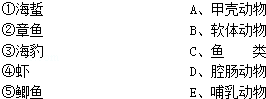 ①海蜇 A、甲壳动物
②章鱼 B、软体动物
③海豹 C、鱼 类
④虾 D、腔肠动物
⑤鲫鱼 E、哺乳动物